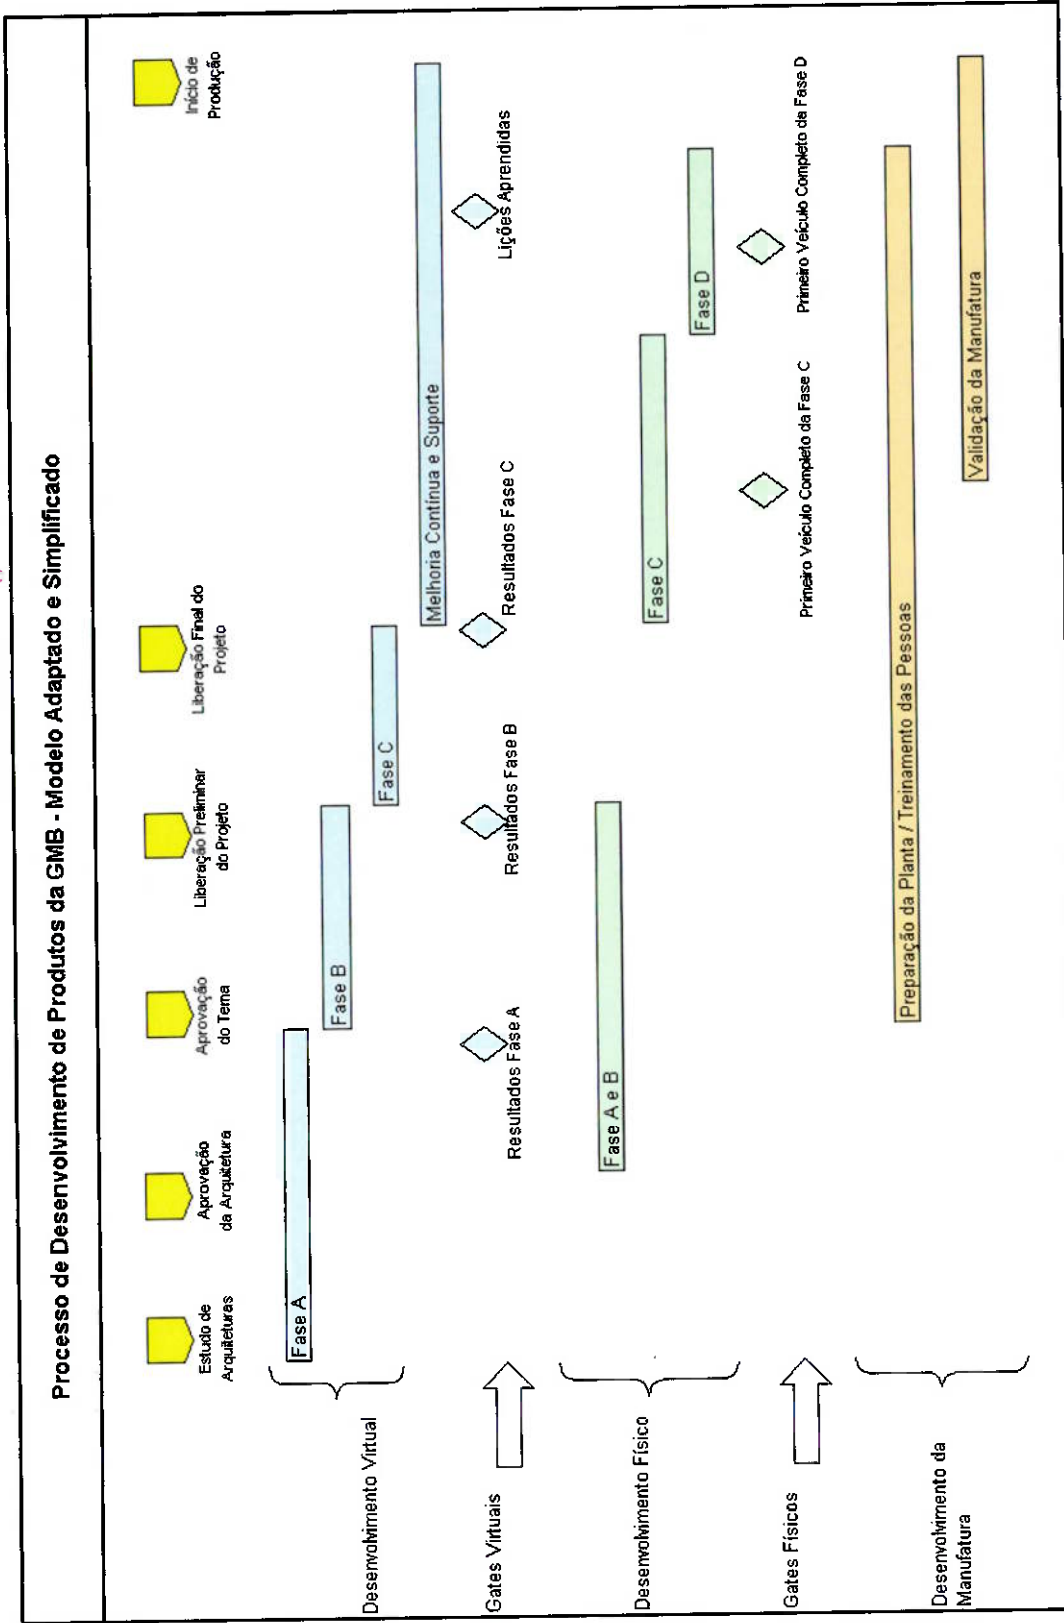 Processo de Desenvolvimento de Produtos da GMB - Modelo Adaptado e Simplificado
Estudo de
Arquiteturas
Aprovação
da Arquitetura
Aprovação
do Tema
Liberação Preliminar
do Projeto
Liberação Final do
Projeto
Início de
Produção
Desenvolvimento Virtual
Fase A
Fase B
Fase C
Melhoria Contínua e Suporte
Gates Virtuais
Resultados Fase A
Resultados Fase B
Resultados Fase C
Lições Aprendidas
Desenvolvimento Físico
Fase A e B
Fase C
Fase D
Gates Físicos
Primeiro Veículo Completo da Fase C
Primeiro Veículo Completo da Fase D
Desenvolvimento da
Manufatura
Preparação da Planta / Treinamento das Pessoas
Validação da Manufatura